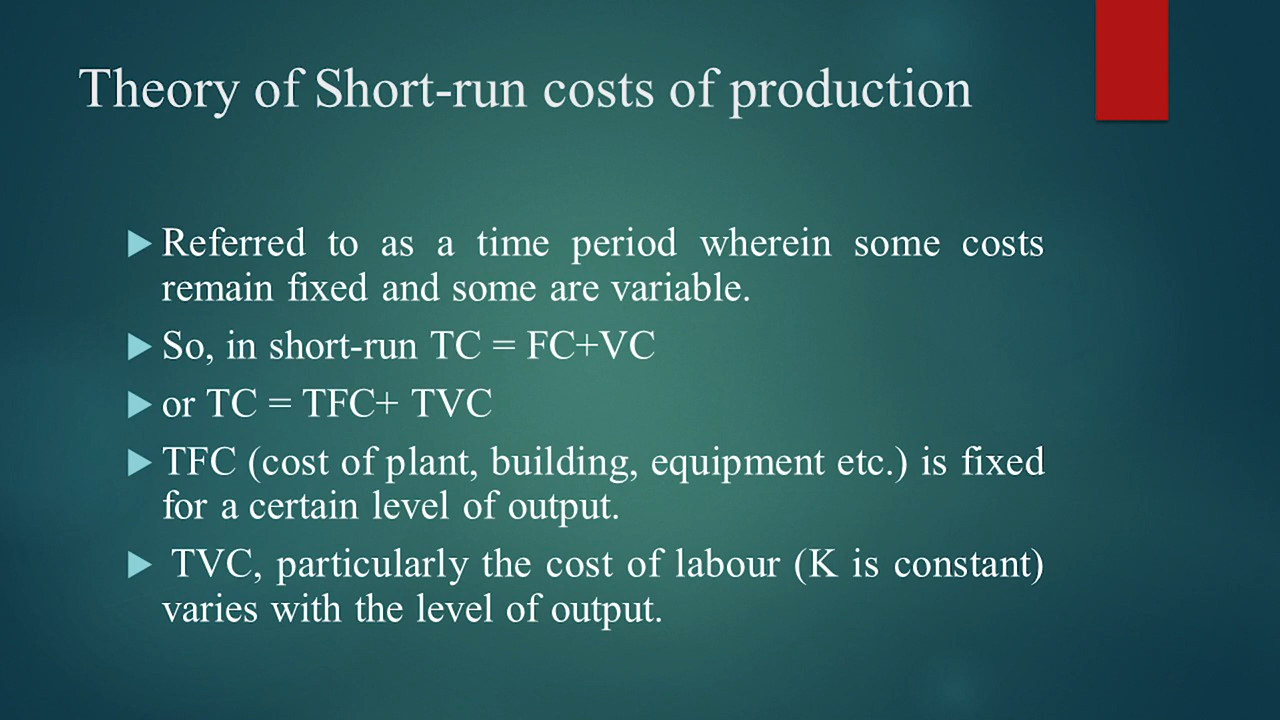 Theory of Short-run costs of production
Referred to as a time period wherein some costs
remain fixed and some are variable.
So, in short-run TC = FC+VC
or TC = TFC+ TVC
TFC (cost of plant, building, equipment etc.) is fixed
for a certain level of output.
TVC, particularly the cost of labour (K is constant)
varies with the level of output.